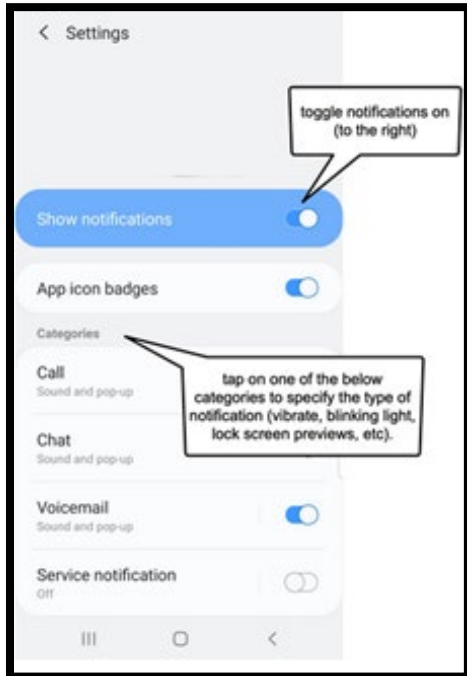 Settings
toggle notifications on
(to the right)
Show notifications
App icon badges
Categories
tap on one of the below
categories to specify the type of
notification (vibrate, blinking light,
lock screen previews, etc).
Call
Sound and pop-up
Chat
Sound and pop-up
Voicemail
Sound and pop-up
Service notification
Off